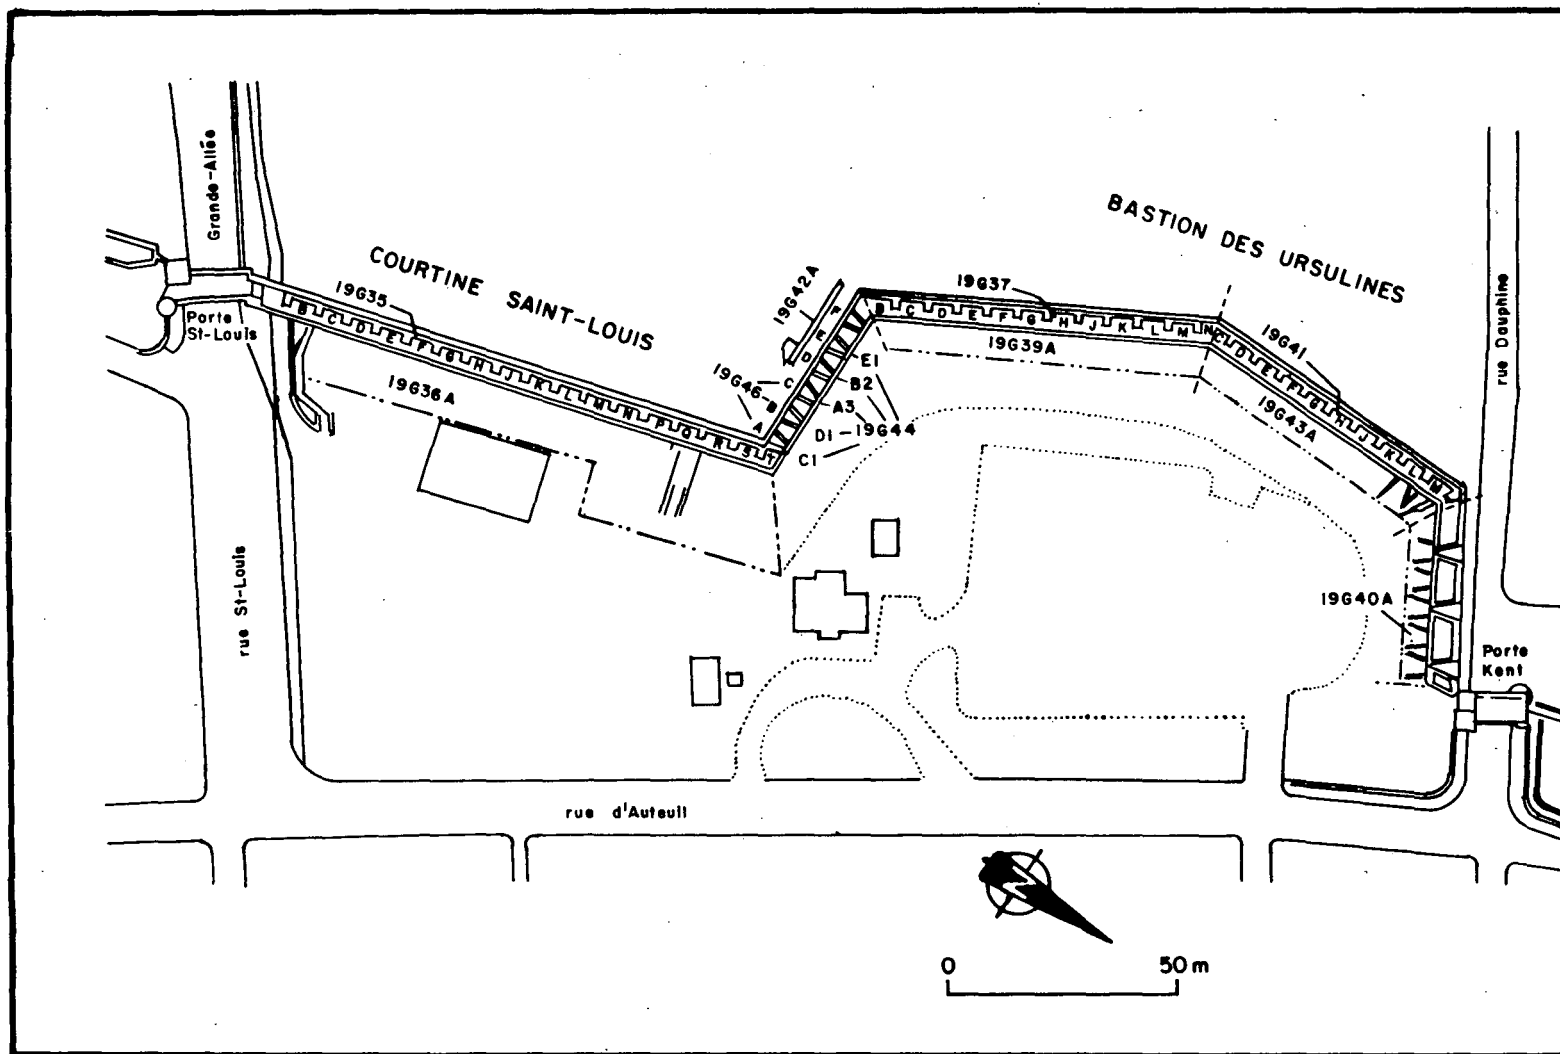 Grande-Allée
COURTINE SAINT-LOUIS
BASTION DES URSULINES
Porte
St-Louis
19G35
B C D E F G H J K L M N P Q R S T
19G36A
19G42A
F
E
D
19G46
C
B
A
19G37
B C D E F G H J K L M N
19G39A
E1
B2
A3
D1
C1
19G44
19G41
C D E F G H J K L M
19G43A
19G40A
rue Dauphine
Porte
Kent
rue St-Louis
rue d'Auteuil
0 50 m